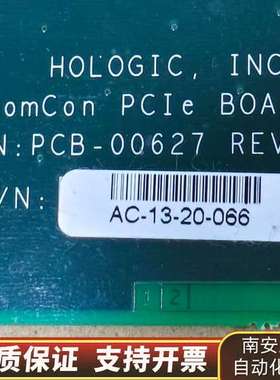 HOLOGIC, INC
omCon PCIe BOA
N:PCB-00627 REV
/N:
AC-13-20-066
1 2
质保证 支持开票
南安
自动化